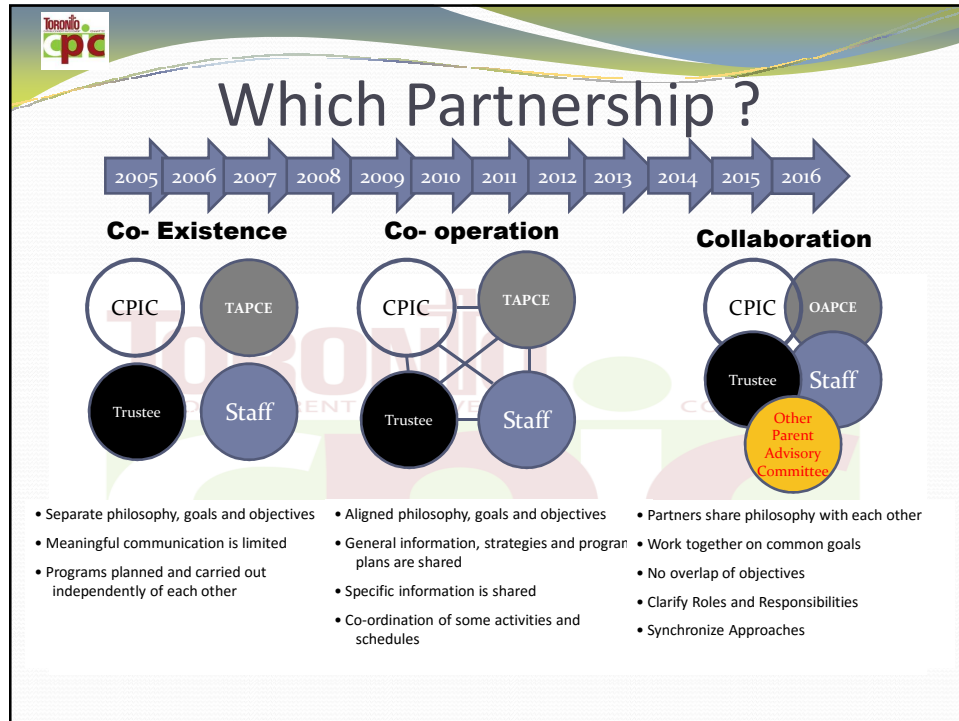 TORONTO
cpic
Which Partnership ?
2005 2006 2007 2008 2009 2010 2011 2012 2013 2014 2015 2016
Co- Existence
CPIC
TAPCE
Trustee
Staff
• Separate philosophy, goals and objectives
• Meaningful communication is limited
• Programs planned and carried out
independently of each other
Co- operation
CPIC
TAPCE
Trustee
Staff
• Aligned philosophy, goals and objectives
• General information, strategies and program
plans are shared
• Specific information is shared
• Co-ordination of some activities and
schedules
Collaboration
CPIC
OAPCE
Trustee
Staff
Other
Parent
Advisory
Committee
• Partners share philosophy with each other
• Work together on common goals
• No overlap of objectives
• Clarify Roles and Responsibilities
• Synchronize Approaches